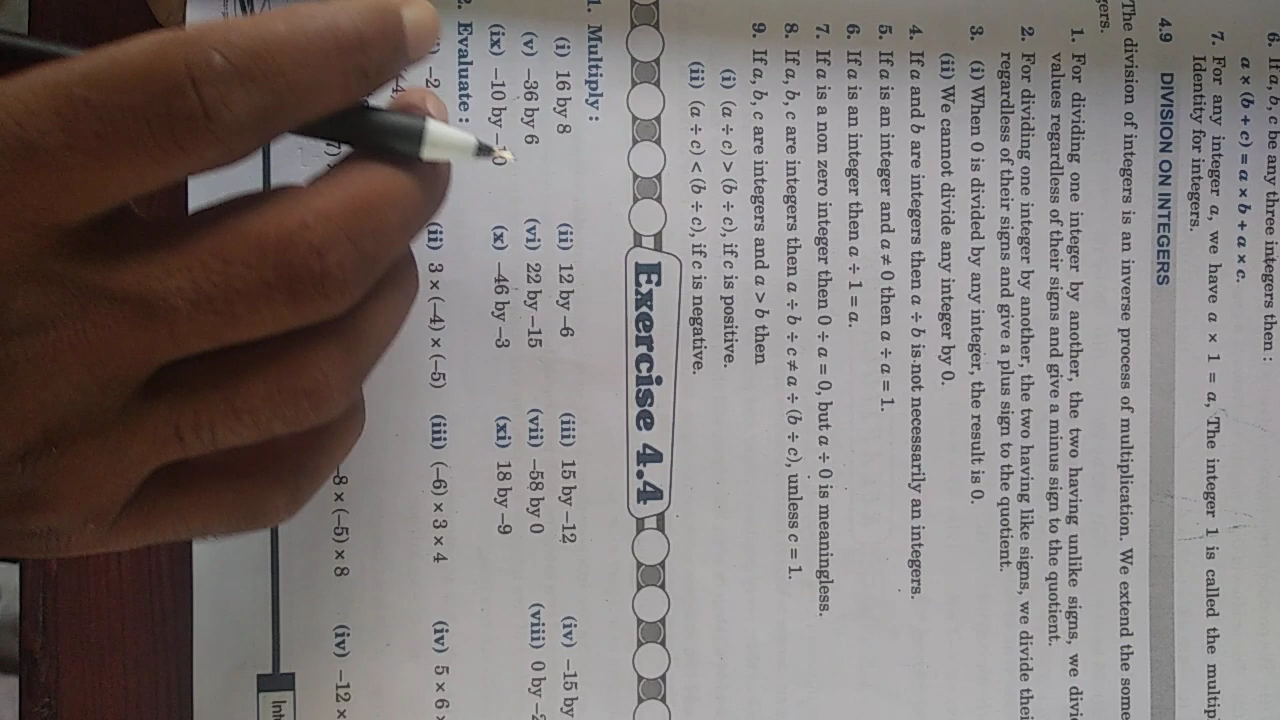 6. If a, b, c be any three integers then :
a × (b + c) = a × b + a × c.
7. For any integer a, we have a × 1 = a, The integer 1 is called the
Identity for integers.
4.9 DIVISION ON INTEGERS
The division of integers is an inverse process of multiplication. We extend the some
1. For dividing one integer by another, the two having unlike signs, we
values regardless of their signs and give a minus sign to the quotient.
2. For dividing one integer by another, the two having like signs, we divide
regardless of their signs and give a plus sign to the quotient.
3. (i) When 0 is divided by any integer, the result is 0.
(ii) We cannot divide any integer by 0.
4. If a and b are integers then a ÷ b is not necessarily an integers.
5. If a is an integer and a ≠ 0 then a ÷ a = 1.
6. If a is an integer then a ÷ 1 = a.
7. If a is a non zero integer then 0 ÷ a = 0, but a ÷ 0 is meaningless.
8. If a, b, c are integers then a ÷ b ÷ c ≠ a ÷ (b ÷ c), unless c = 1.
9. If a, b, c are integers and a > b then
(i) (a ÷ c) > (b ÷ c), if c is positive.
(ii) (a ÷ c) < (b ÷ c), if c is negative.
Exercise 4.4
1. Multiply :
(i) 16 by 8 (ii) 12 by –6 (iii) 15 by –12 (iv) –15 by
(v) –36 by 6 (vi) 22 by –15 (vii) –58 by 0 (viii) 0 by
(ix) –10 by –10 (x) –46 by –3 (xi) 18 by –9
2. Evaluate :
–2 (ii) 3 × (–4) × (–5) (iii) (–6) × 3 × 4 (iv) 5 × 6 ×
–8 × (–5) × 8 (iv) –12 ×